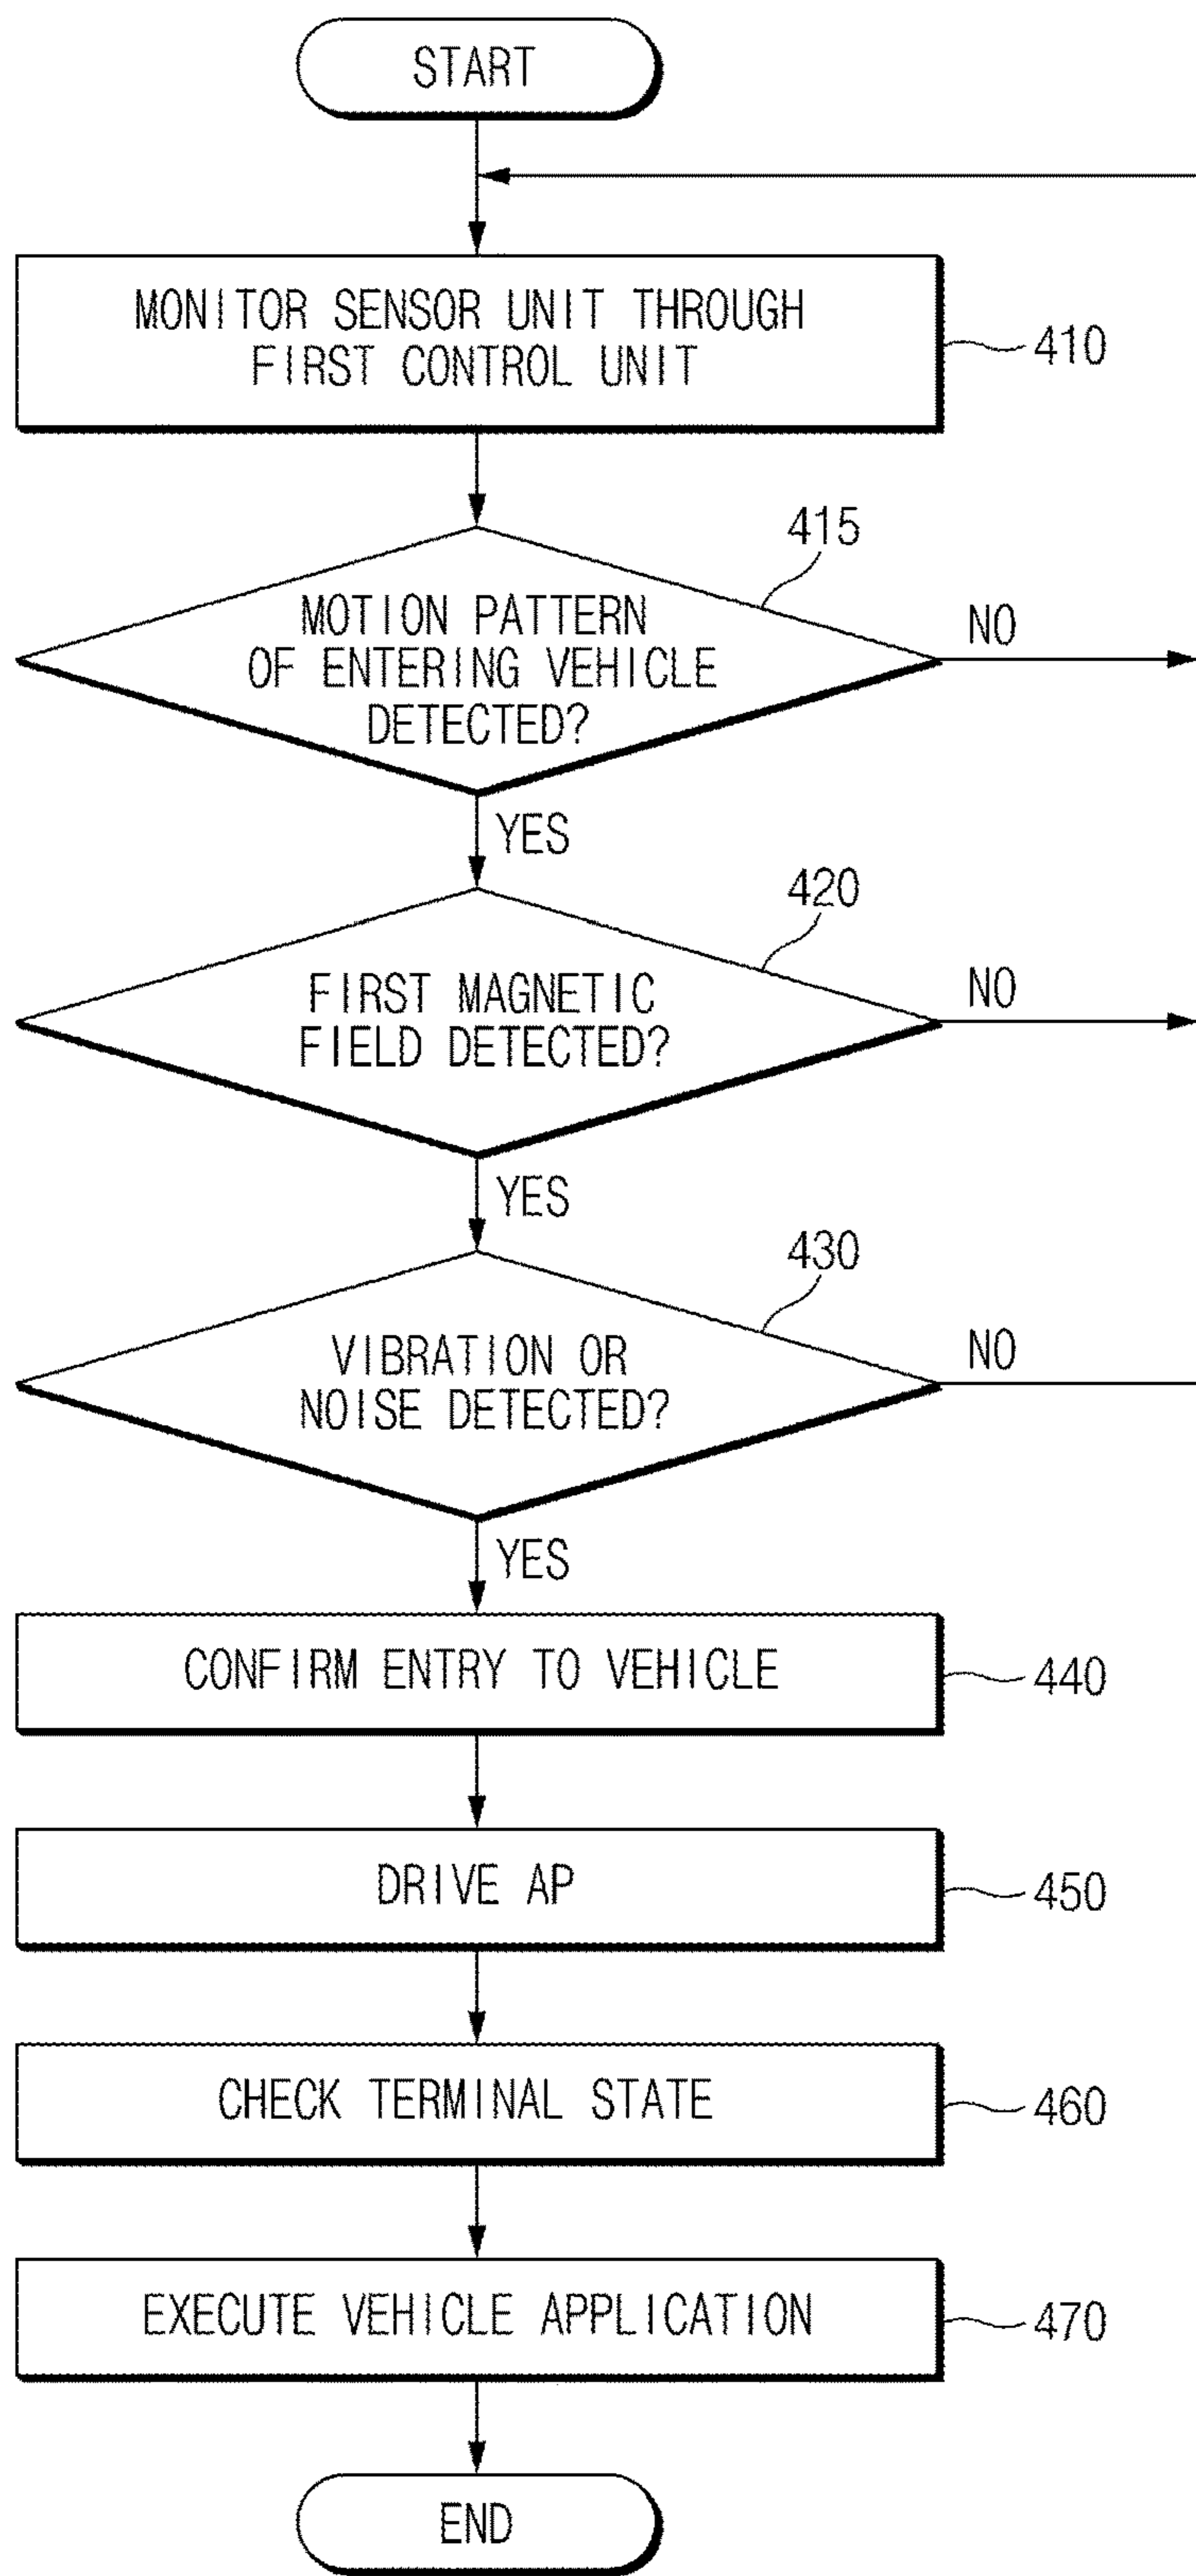 START
MONITOR SENSOR UNIT THROUGH
FIRST CONTROL UNIT
410
415
MOTION PATTERN
OF ENTERING VEHICLE
DETECTED?
NO
YES
420
FIRST MAGNETIC
FIELD DETECTED?
NO
YES
430
VIBRATION OR
NOISE DETECTED?
NO
YES
CONFIRM ENTRY TO VEHICLE
440
DRIVE AP
450
CHECK TERMINAL STATE
460
EXECUTE VEHICLE APPLICATION
470
END